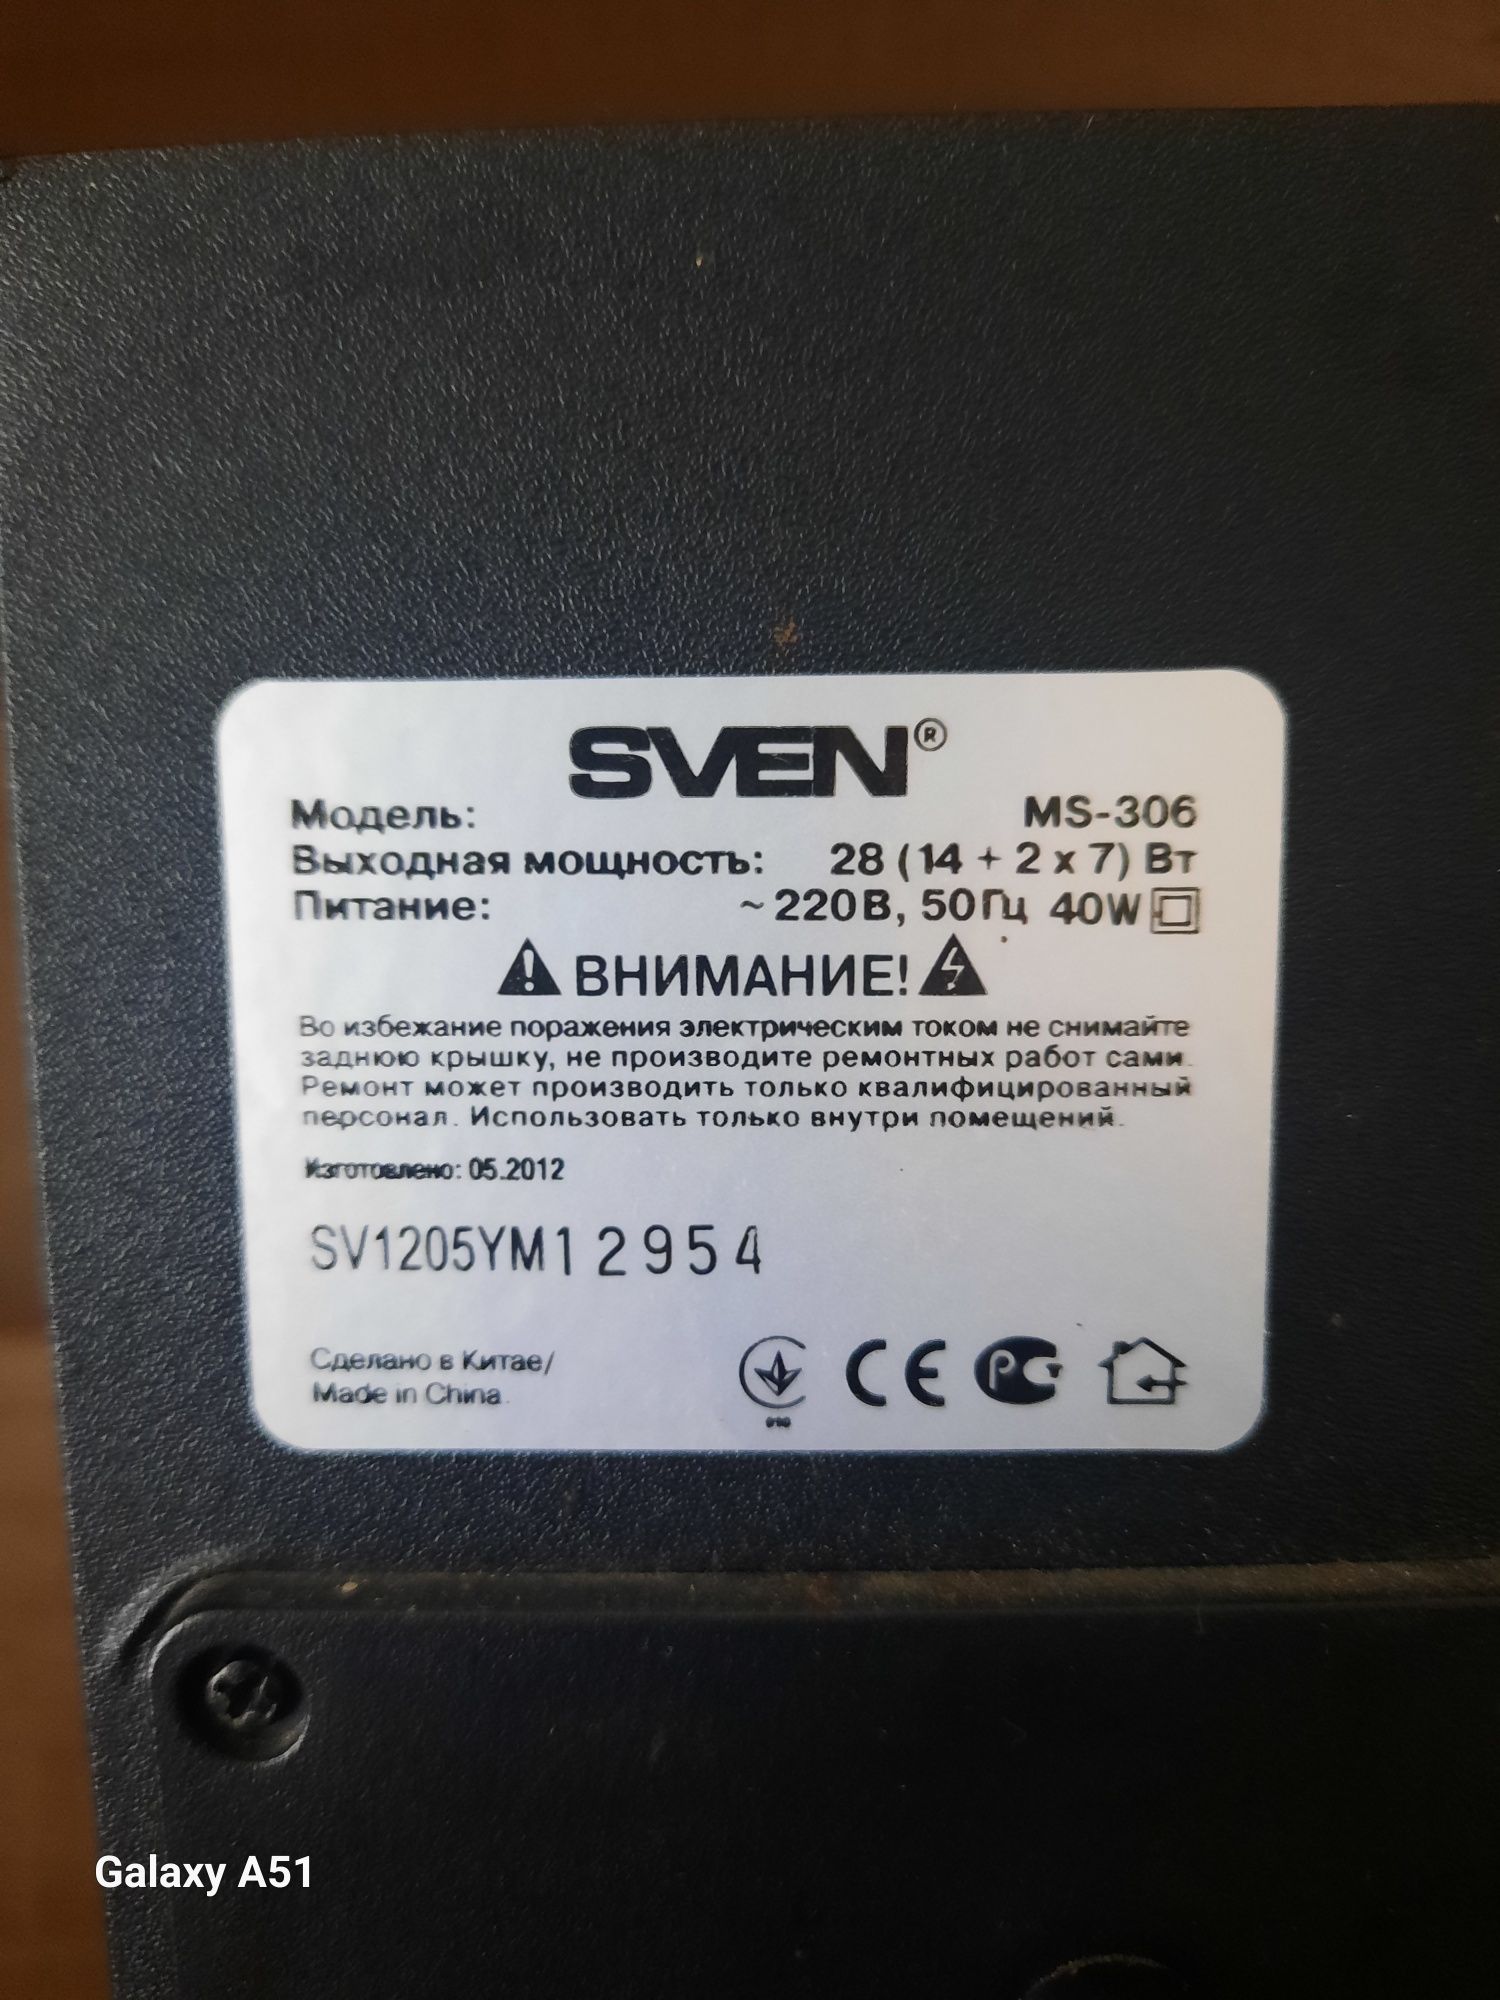 SVEN®
Модель: MS-306
Выходная мощность: 28 (14 + 2 x 7) Вт
Питание: ~220В, 50Гц 40W
ВНИМАНИЕ!
Во избежание поражения электрическим током не снимайте
заднюю крышку, не производите ремонтных работ сами.
Ремонт может производить только квалифицированный
персонал. Использовать только внутри помещений.
Изготовлено: 05.2012
SV1205YM12954
Сделано в Китае/
Made in China
CE PCT
Galaxy A51